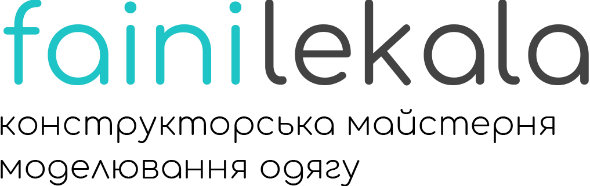 fainilekala
конструкторська майстерня
моделювання одягу